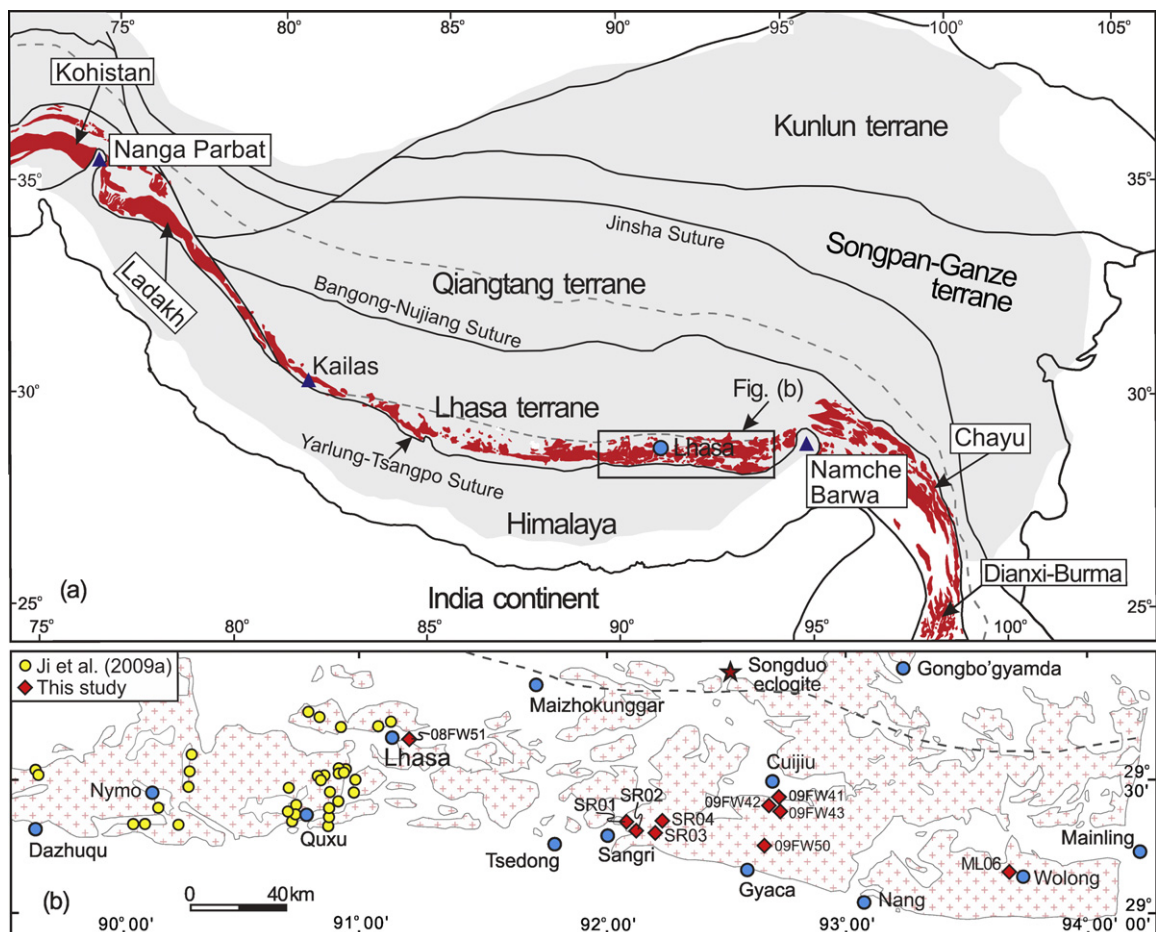 75° 80° 85° 90° 95° 100° 105°
Kohistan
Nanga Parbat
Kunlun terrane
35°
35°
Jinsha Suture
Songpan-Ganze
terrane
Ladakh
Qiangtang terrane
Bangong-Nujiang Suture
Kailas
30°
30°
Fig. (b)
Lhasa terrane
Lhasa
Chayu
Yarlung-Tsangpo Suture
Namche
Barwa
Himalaya
Dianxi-Burma
(a)
India continent
25°
25°
75° 80° 85° 90° 95° 100°
Ji et al. (2009a)
This study
Songduo
eclogite
Gongbo'gyamda
Maizhokunggar
08FW51
Lhasa
Cuijiu
29°
30'
Nymo
SR02
SR01
09FW42
09FW41
09FW43
SR04
SR03
Quxu
Dazhuqu
Tsedong
Sangri
09FW50
Mainling
ML06
Wolong
Gyaca
Nang
(b)
0 40km
29°
00'
90°00' 91°00' 92°00' 93°00' 94°00'